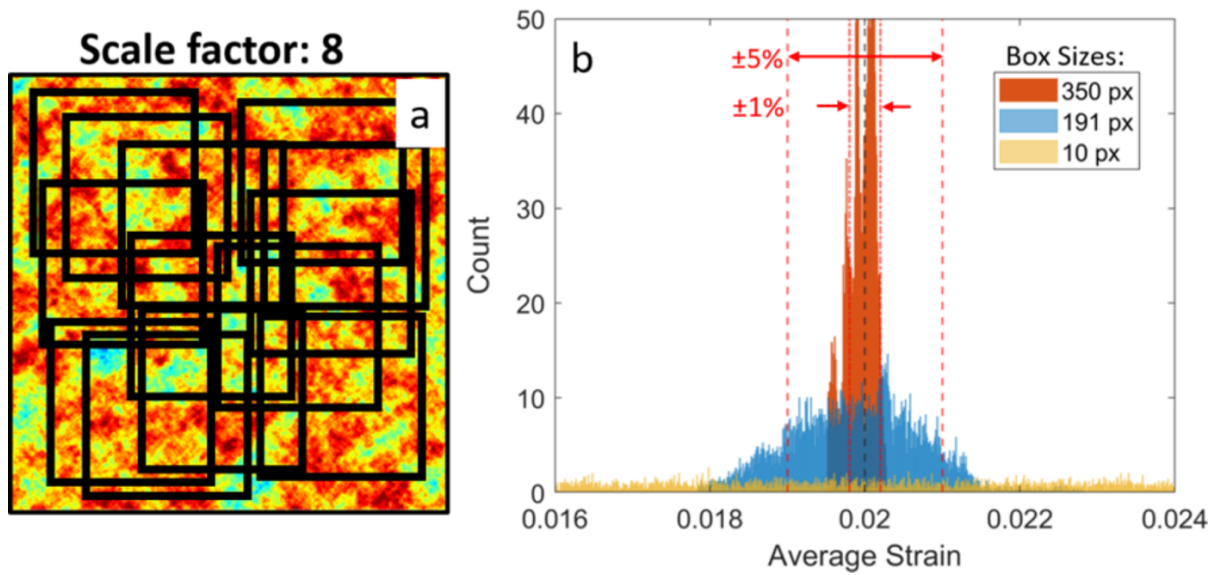 Scale factor: 8
a
b
50
40
30
20
10
0
Count
±5%
±1%
Box Sizes:
350 px
191 px
10 px
0.016
0.018
0.02
0.022
0.024
Average Strain